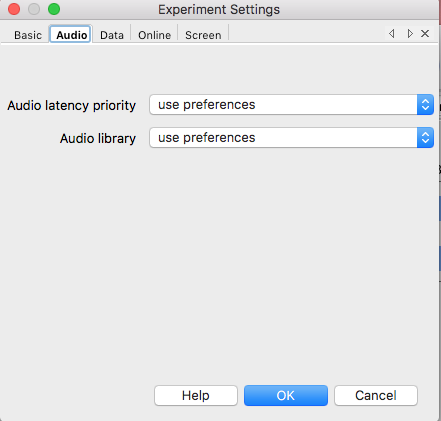 Experiment Settings
Basic Audio Data Online Screen
Audio latency priority use preferences
Audio library use preferences
Help OK Cancel